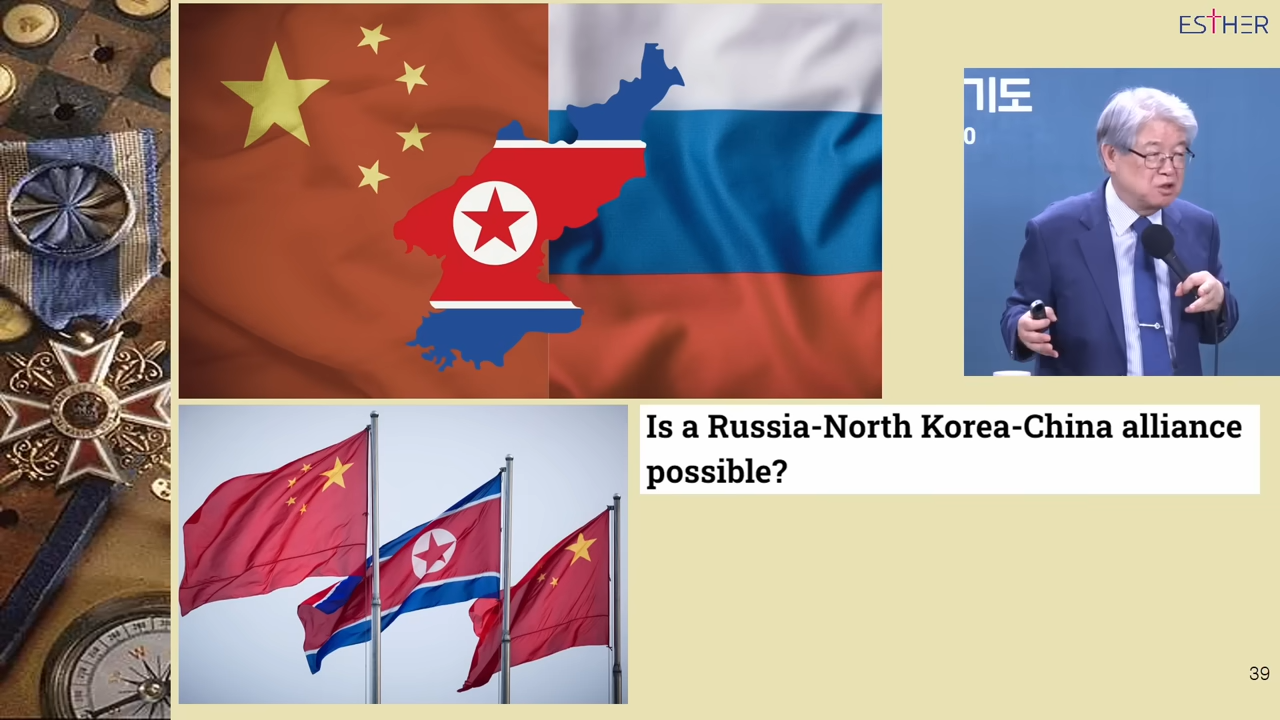 ESTHER
기도
0
Is a Russia-North Korea-China alliance
possible?
39